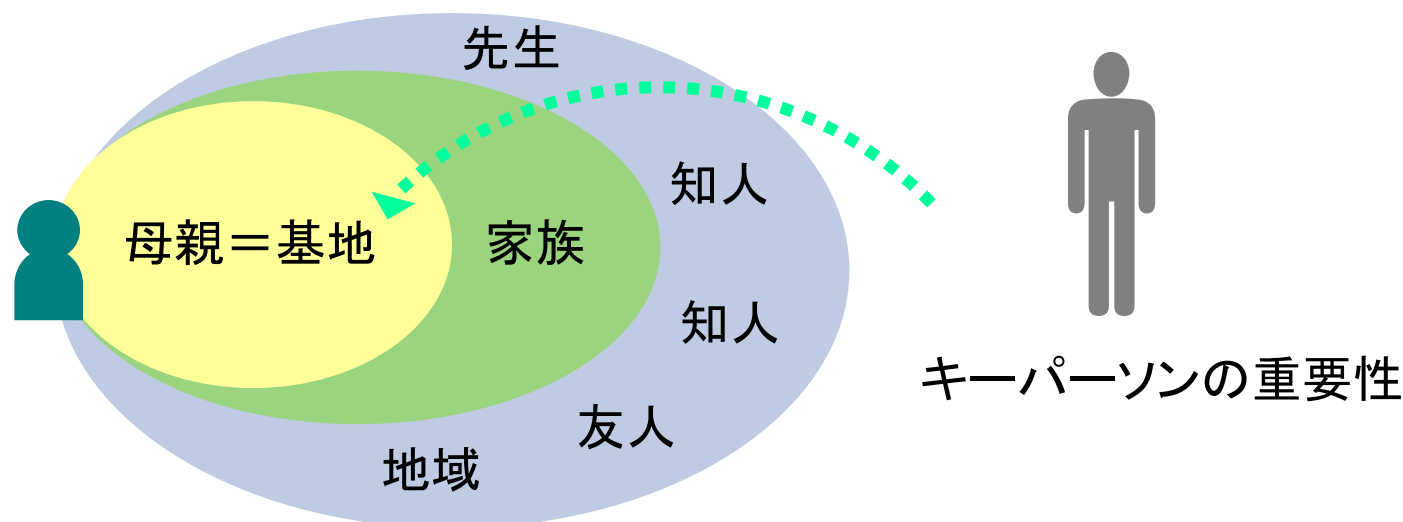 先生
知人
母親＝基地
家族
知人
キーパーソンの重要性
友人
地域